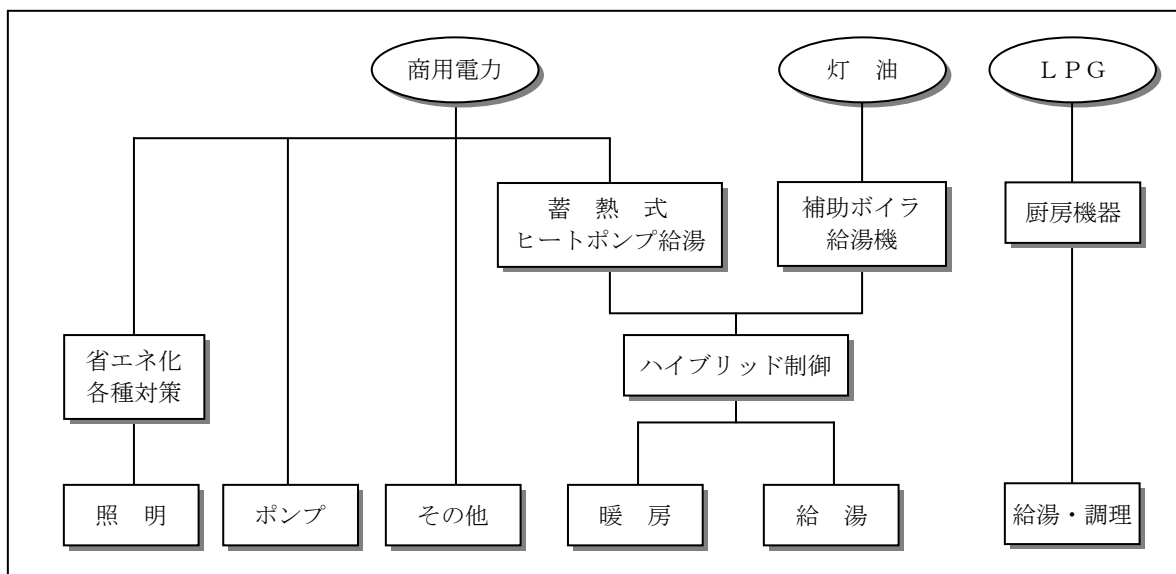 商用電力
灯　油
ＬＰＧ
蓄　熱　式
ヒートポンプ給湯
補助ボイラ
給湯機
厨房機器
省エネ化
各種対策
ハイブリッド制御
照　明
ポンプ
その他
暖　房
給　湯
給湯・調理